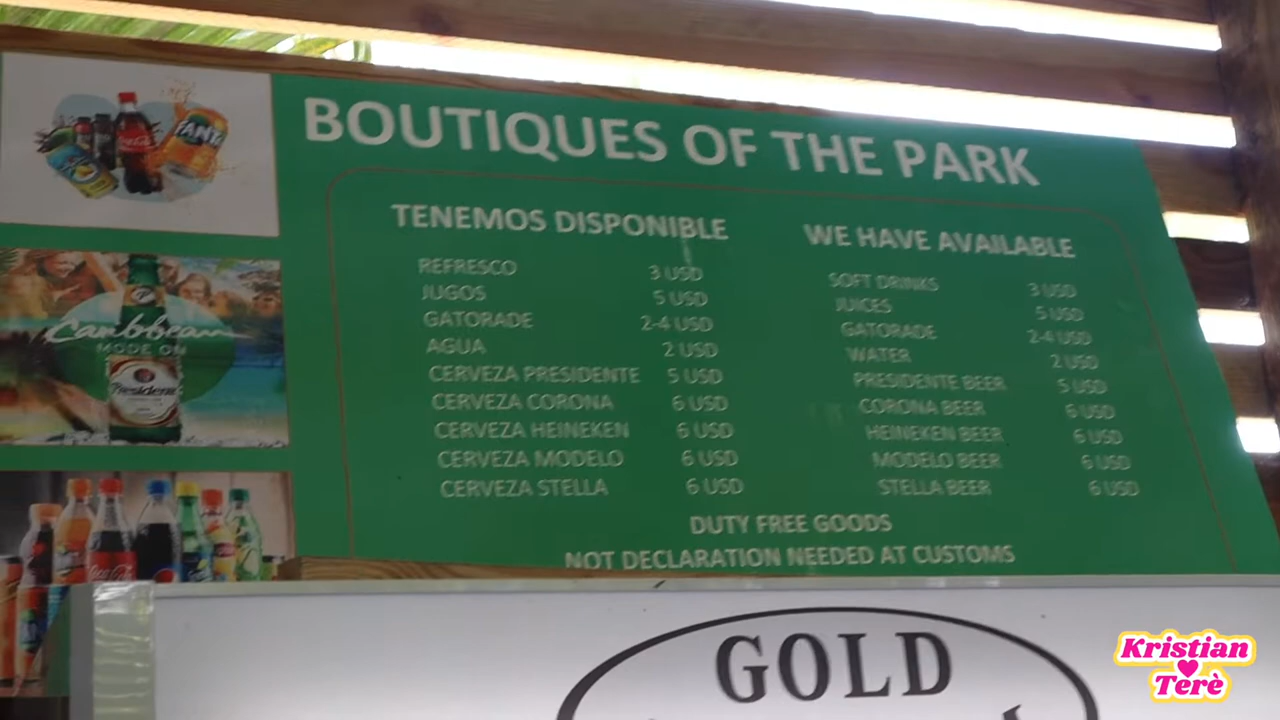 BOUTIQUES OF THE PARK
TENEMOS DISPONIBLE
REFRESCO 3 USD
JUGOS 5 USD
GATORADE 2-4 USD
AGUA 2 USD
CERVEZA PRESIDENTE 5 USD
CERVEZA CORONA 6 USD
CERVEZA HEINEKEN 6 USD
CERVEZA MODELO 6 USD
CERVEZA STELLA 6 USD
WE HAVE AVAILABLE
SOFT DRINKS 3 USD
JUICES 5 USD
GATORADE 2-4 USD
WATER 2 USD
PRESIDENTE BEER 5 USD
CORONA BEER 6 USD
HEINEKEN BEER 6 USD
MODELO BEER 6 USD
STELLA BEER 6 USD
DUTY FREE GOODS
NOT DECLARATION NEEDED AT CUSTOMS
Caribbean
MODE ON
Presidente
GOLD
Kristian
Terè